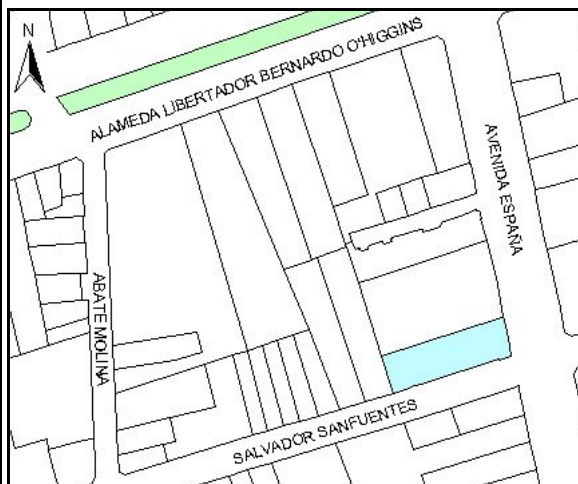 N
ALAMEDA LIBERTADOR BERNARDO O'HIGGINS
AVENIDA ESPAÑA
ABATE MOLINA
SALVADOR SANFUENTES